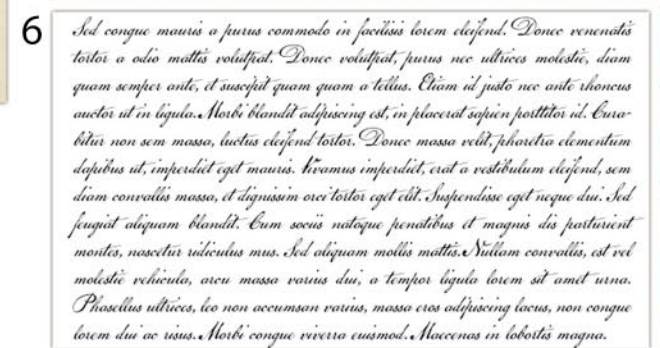 6
Sed congue mauris a purus commodo in facilisis lorem eleifend. Donec venenatis
tortor a odio mattis volutpat. Donec volutpat, purus nec ultrices molestie, diam
quam semper ante, et suscipit quam quam a tellus. Etiam id justo nec ante rhoncus
auctor ut in ligula. Morbi blandit adipiscing est, in placerat sapien porttitor id. Cura-
bitur non sem massa, luctus eleifend tortor. Donec massa velit, pharetra elementum
dapibus ut, imperdiet eget mauris. Vivamus imperdiet, erat a vestibulum eleifend, sem
diam convallis massa, et dignissim orci tortor eget elit. Suspendisse eget neque dui. Sed
feugiat aliquam blandit. Cum sociis natoque penatibus et magnis dis parturient
montes, nascetur ridiculus mus. Sed aliquam mollis mattis. Nullam convallis, est vel
molestie vehicula, arcu massa varius dui, a tempor ligula lorem sit amet urna.
Phasellus ultrices, leo non accumsan varius, massa eros adipiscing lacus, non congue
lorem dui ac risus. Morbi congue viverra euismod. Maecenas in lobortis magna.